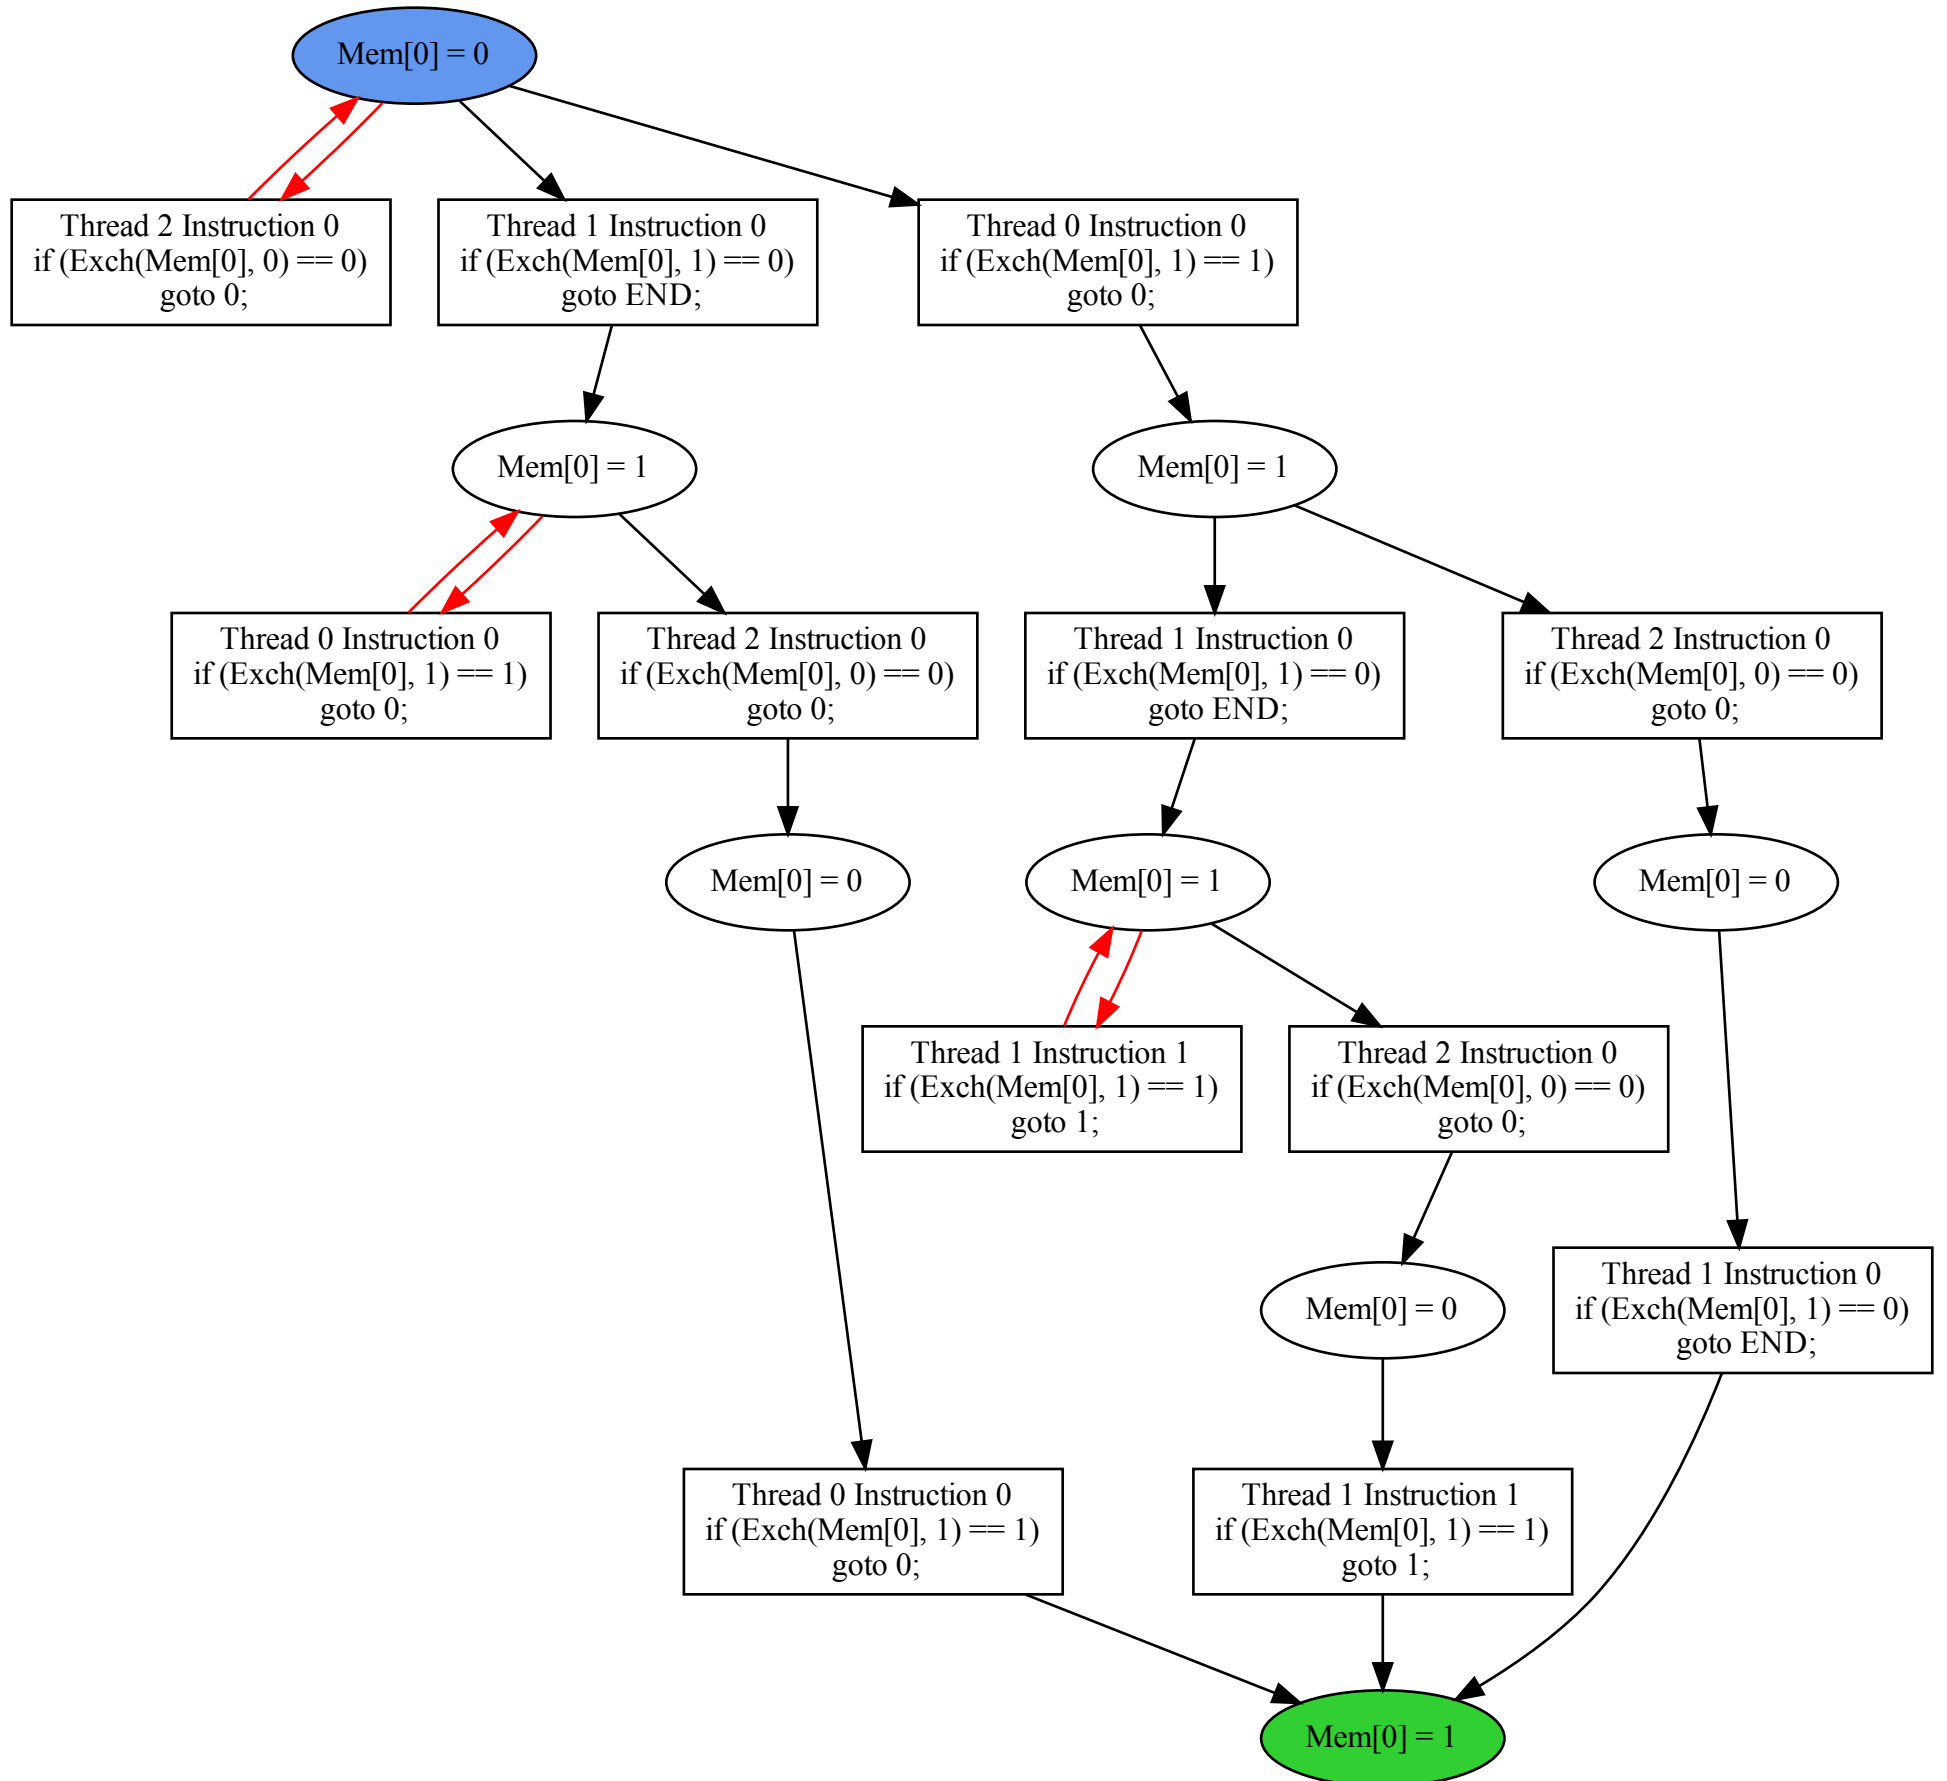 Mem[0] = 0
Thread 2 Instruction 0
if (Exch(Mem[0], 0) == 0)
goto 0;
Thread 1 Instruction 0
if (Exch(Mem[0], 1) == 0)
goto END;
Thread 0 Instruction 0
if (Exch(Mem[0], 1) == 1)
goto 0;
Mem[0] = 1
Mem[0] = 1
Thread 0 Instruction 0
if (Exch(Mem[0], 1) == 1)
goto 0;
Thread 2 Instruction 0
if (Exch(Mem[0], 0) == 0)
goto 0;
Thread 1 Instruction 0
if (Exch(Mem[0], 1) == 0)
goto END;
Thread 2 Instruction 0
if (Exch(Mem[0], 0) == 0)
goto 0;
Mem[0] = 0
Mem[0] = 1
Mem[0] = 0
Thread 1 Instruction 1
if (Exch(Mem[0], 1) == 1)
goto 1;
Thread 2 Instruction 0
if (Exch(Mem[0], 0) == 0)
goto 0;
Mem[0] = 0
Thread 1 Instruction 0
if (Exch(Mem[0], 1) == 0)
goto END;
Thread 0 Instruction 0
if (Exch(Mem[0], 1) == 1)
goto 0;
Thread 1 Instruction 1
if (Exch(Mem[0], 1) == 1)
goto 1;
Mem[0] = 1